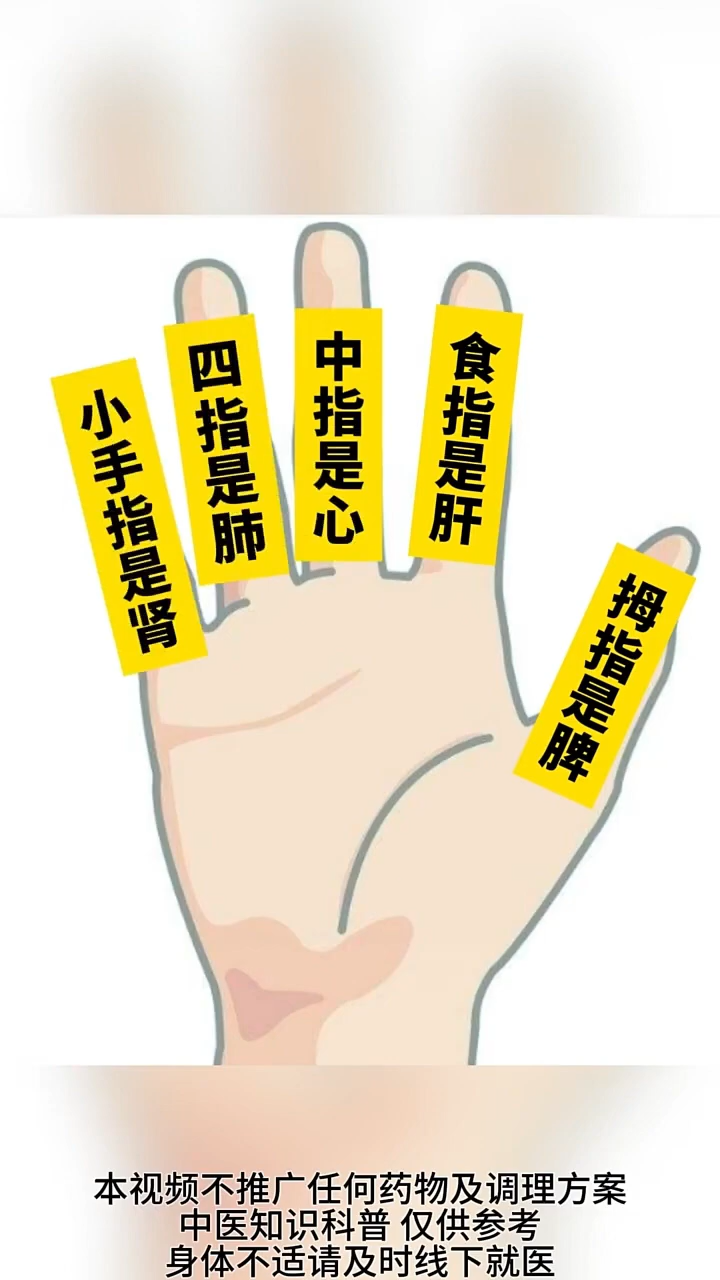 小手指是肾
四指是肺
中指是心
食指是肝
拇指是脾
本视频不推广任何药物及调理方案
中医知识科普 仅供参考
身体不适请及时线下就医